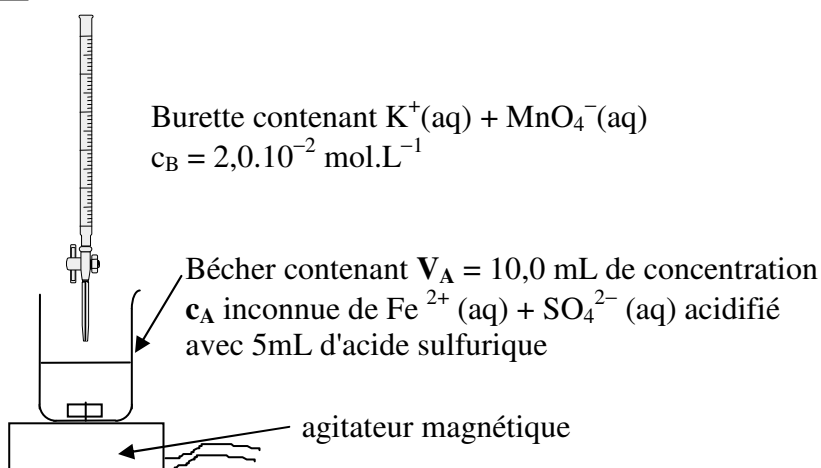 Burette contenant K⁺(aq) + MnO₄⁻(aq)
c_B = 2,0.10⁻² mol.L⁻¹
Bécher contenant V_A = 10,0 mL de concentration
c_A inconnue de Fe ²⁺ (aq) + SO₄²⁻ (aq) acidifié
avec 5mL d'acide sulfurique
agitateur magnétique